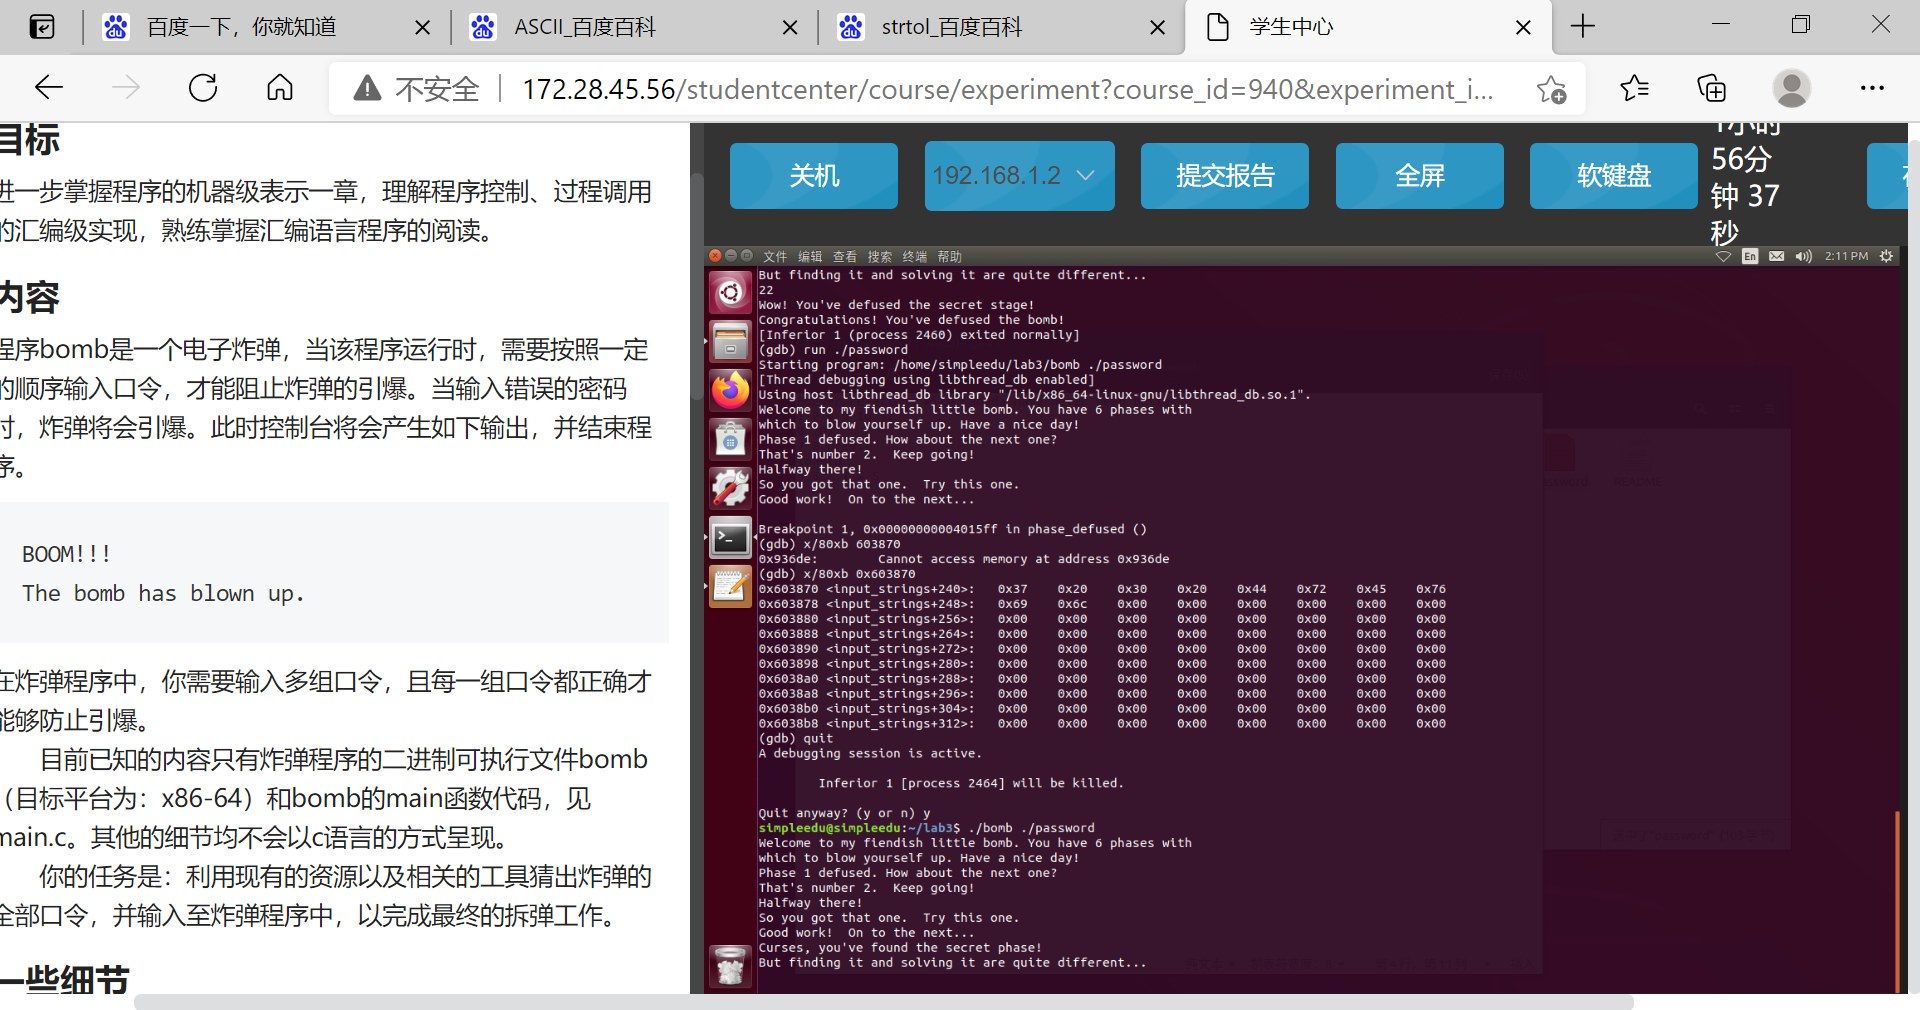 百度一下，你就知道
ASCII_百度百科
strtol_百度百科
学生中心
不安全
172.28.45.56/studentcenter/course/experiment?course_id=940&experiment_i...
目标
进一步掌握程序的机器级表示一章，理解程序控制、过程调用
的汇编级实现，熟练掌握汇编语言程序的阅读。
内容
程序bomb是一个电子炸弹，当该程序运行时，需要按照一定
的顺序输入口令，才能阻止炸弹的引爆。当输入错误的密码
时，炸弹将会引爆。此时控制台将会产生如下输出，并结束程
序。
BOOM!!!
The bomb has blown up.
在炸弹程序中，你需要输入多组口令，且每一组口令都正确才
能够防止引爆。
目前已知的内容只有炸弹程序的二进制可执行文件bomb
（目标平台为：x86-64）和bomb的main函数代码，见
main.c。其他的细节均不会以c语言的方式呈现。
你的任务是：利用现有的资源以及相关的工具猜出炸弹的
全部口令，并输入至炸弹程序中，以完成最终的拆弹工作。
一些细节
关机
192.168.1.2
提交报告
全屏
软键盘
1小时
56分
钟 37
秒
文件 编辑 查看 搜索 终端 帮助
En
2:11 PM
But finding it and solving it are quite different...
22
Wow! You've defused the secret stage!
Congratulations! You've defused the bomb!
[Inferior 1 (process 2460) exited normally]
(gdb) run ./password
Starting program: /home/simpleedu/lab3/bomb ./password
[Thread debugging using libthread_db enabled]
Using host libthread_db library "/lib/x86_64-linux-gnu/libthread_db.so.1".
Welcome to my fiendish little bomb. You have 6 phases with
which to blow yourself up. Have a nice day!
Phase 1 defused. How about the next one?
That's number 2.  Keep going!
Halfway there!
So you got that one.  Try this one.
Good work!  On to the next...
Breakpoint 1, 0x00000000004015ff in phase_defused ()
(gdb) x/80xb 603870
0x936de:        Cannot access memory at address 0x936de
(gdb) x/80xb 0x603870
0x603870 <input_strings+240>:   0x37    0x20    0x30    0x20    0x44    0x72    0x45    0x76
0x603878 <input_strings+248>:   0x69    0x6c    0x00    0x00    0x00    0x00    0x00    0x00
0x603880 <input_strings+256>:   0x00    0x00    0x00    0x00    0x00    0x00    0x00    0x00
0x603888 <input_strings+264>:   0x00    0x00    0x00    0x00    0x00    0x00    0x00    0x00
0x603890 <input_strings+272>:   0x00    0x00    0x00    0x00    0x00    0x00    0x00    0x00
0x603898 <input_strings+280>:   0x00    0x00    0x00    0x00    0x00    0x00    0x00    0x00
0x6038a0 <input_strings+288>:   0x00    0x00    0x00    0x00    0x00    0x00    0x00    0x00
0x6038a8 <input_strings+296>:   0x00    0x00    0x00    0x00    0x00    0x00    0x00    0x00
0x6038b0 <input_strings+304>:   0x00    0x00    0x00    0x00    0x00    0x00    0x00    0x00
0x6038b8 <input_strings+312>:   0x00    0x00    0x00    0x00    0x00    0x00    0x00    0x00
(gdb) quit
A debugging session is active.
Inferior 1 [process 2464] will be killed.
Quit anyway? (y or n) y
simpleedu@simpleedu:~/lab3$ ./bomb ./password
Welcome to my fiendish little bomb. You have 6 phases with
which to blow yourself up. Have a nice day!
Phase 1 defused. How about the next one?
That's number 2.  Keep going!
Halfway there!
So you got that one.  Try this one.
Good work!  On to the next...
Curses, you've found the secret phase!
But finding it and solving it are quite different...